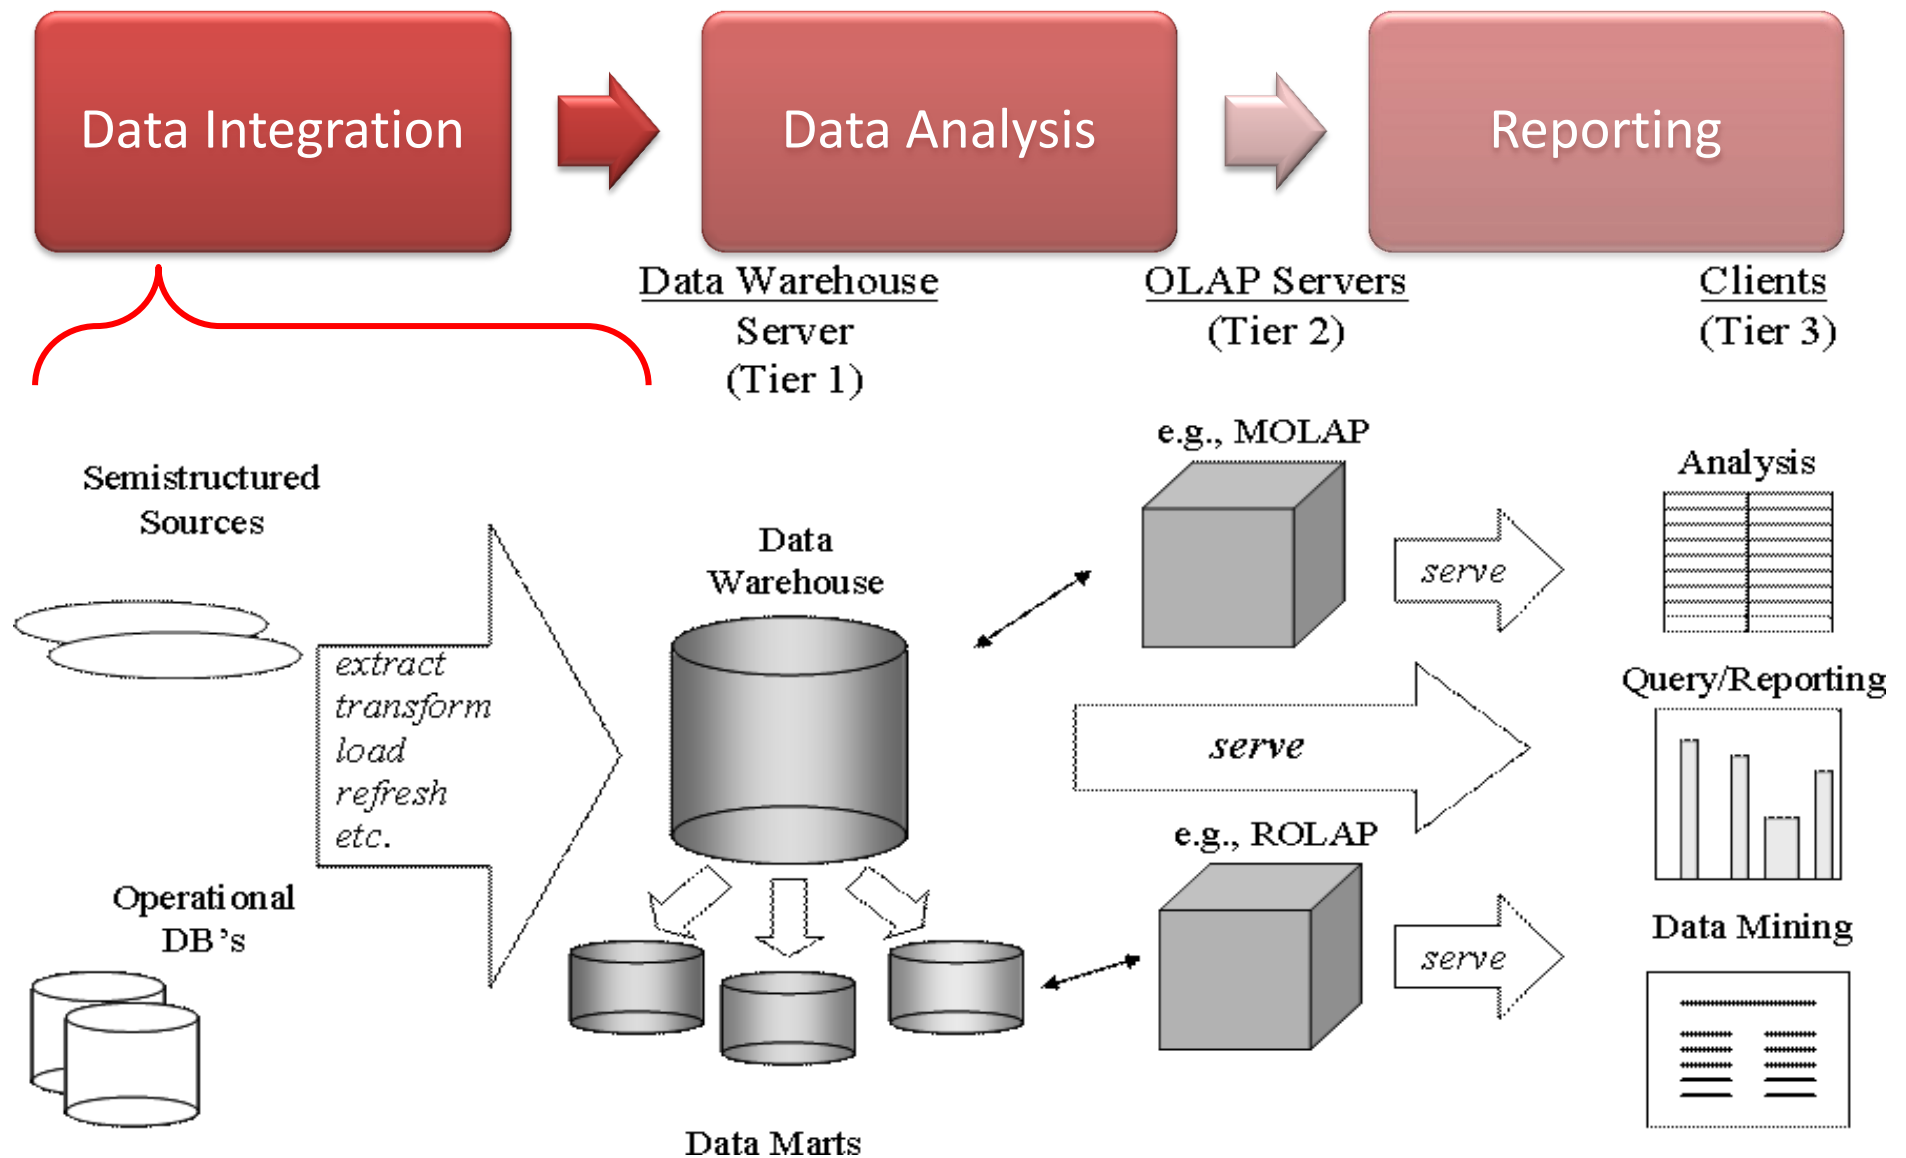 Data Integration
Data Analysis
Reporting
Data Warehouse
Server
(Tier 1)
OLAP Servers
(Tier 2)
Clients
(Tier 3)
Semistructured
Sources
extract
transform
load
refresh
etc.
Operational
DB's
Data
Warehouse
Data Marts
e.g., MOLAP
serve
serve
e.g., ROLAP
serve
Analysis
Query/Reporting
Data Mining